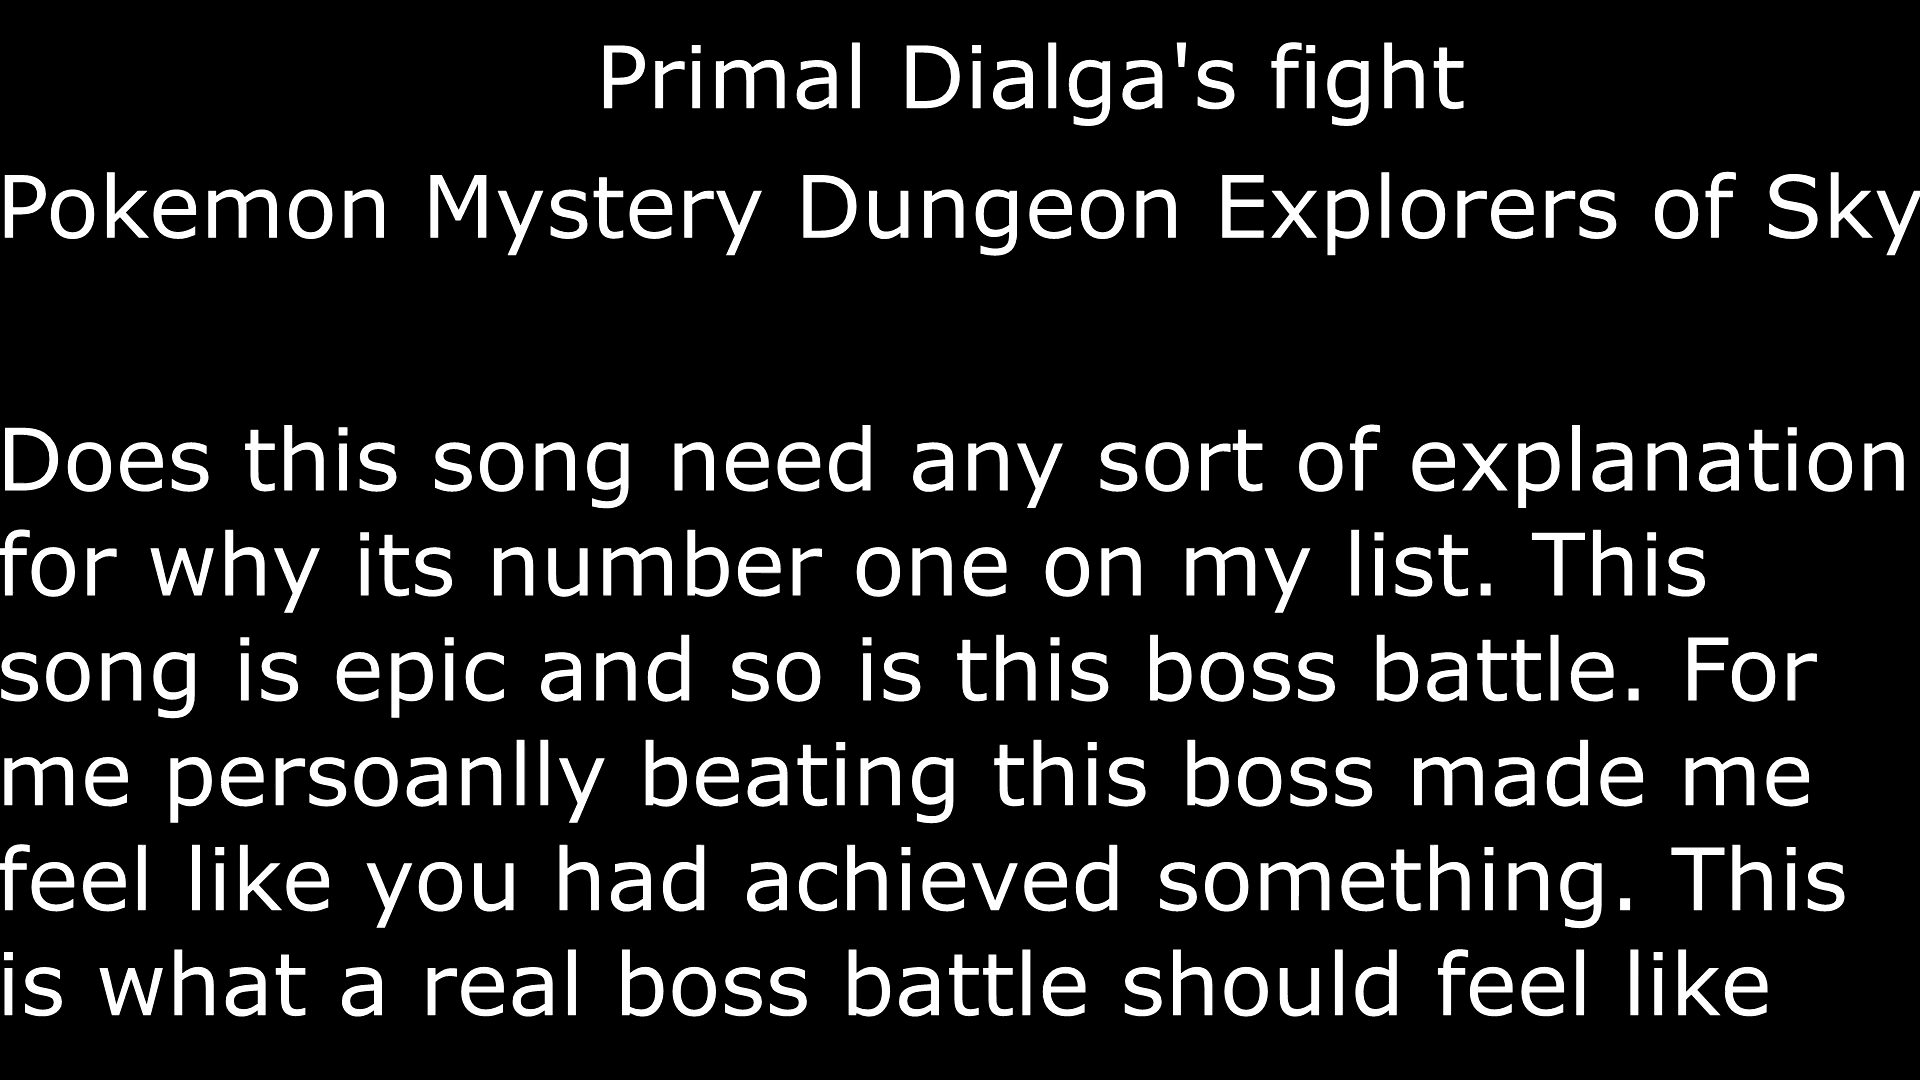 Primal Dialga's fight
Pokemon Mystery Dungeon Explorers of Sky
Does this song need any sort of explanation
for why its number one on my list. This
song is epic and so is this boss battle. For
me persoanlly beating this boss made me
feel like you had achieved something. This
is what a real boss battle should feel like